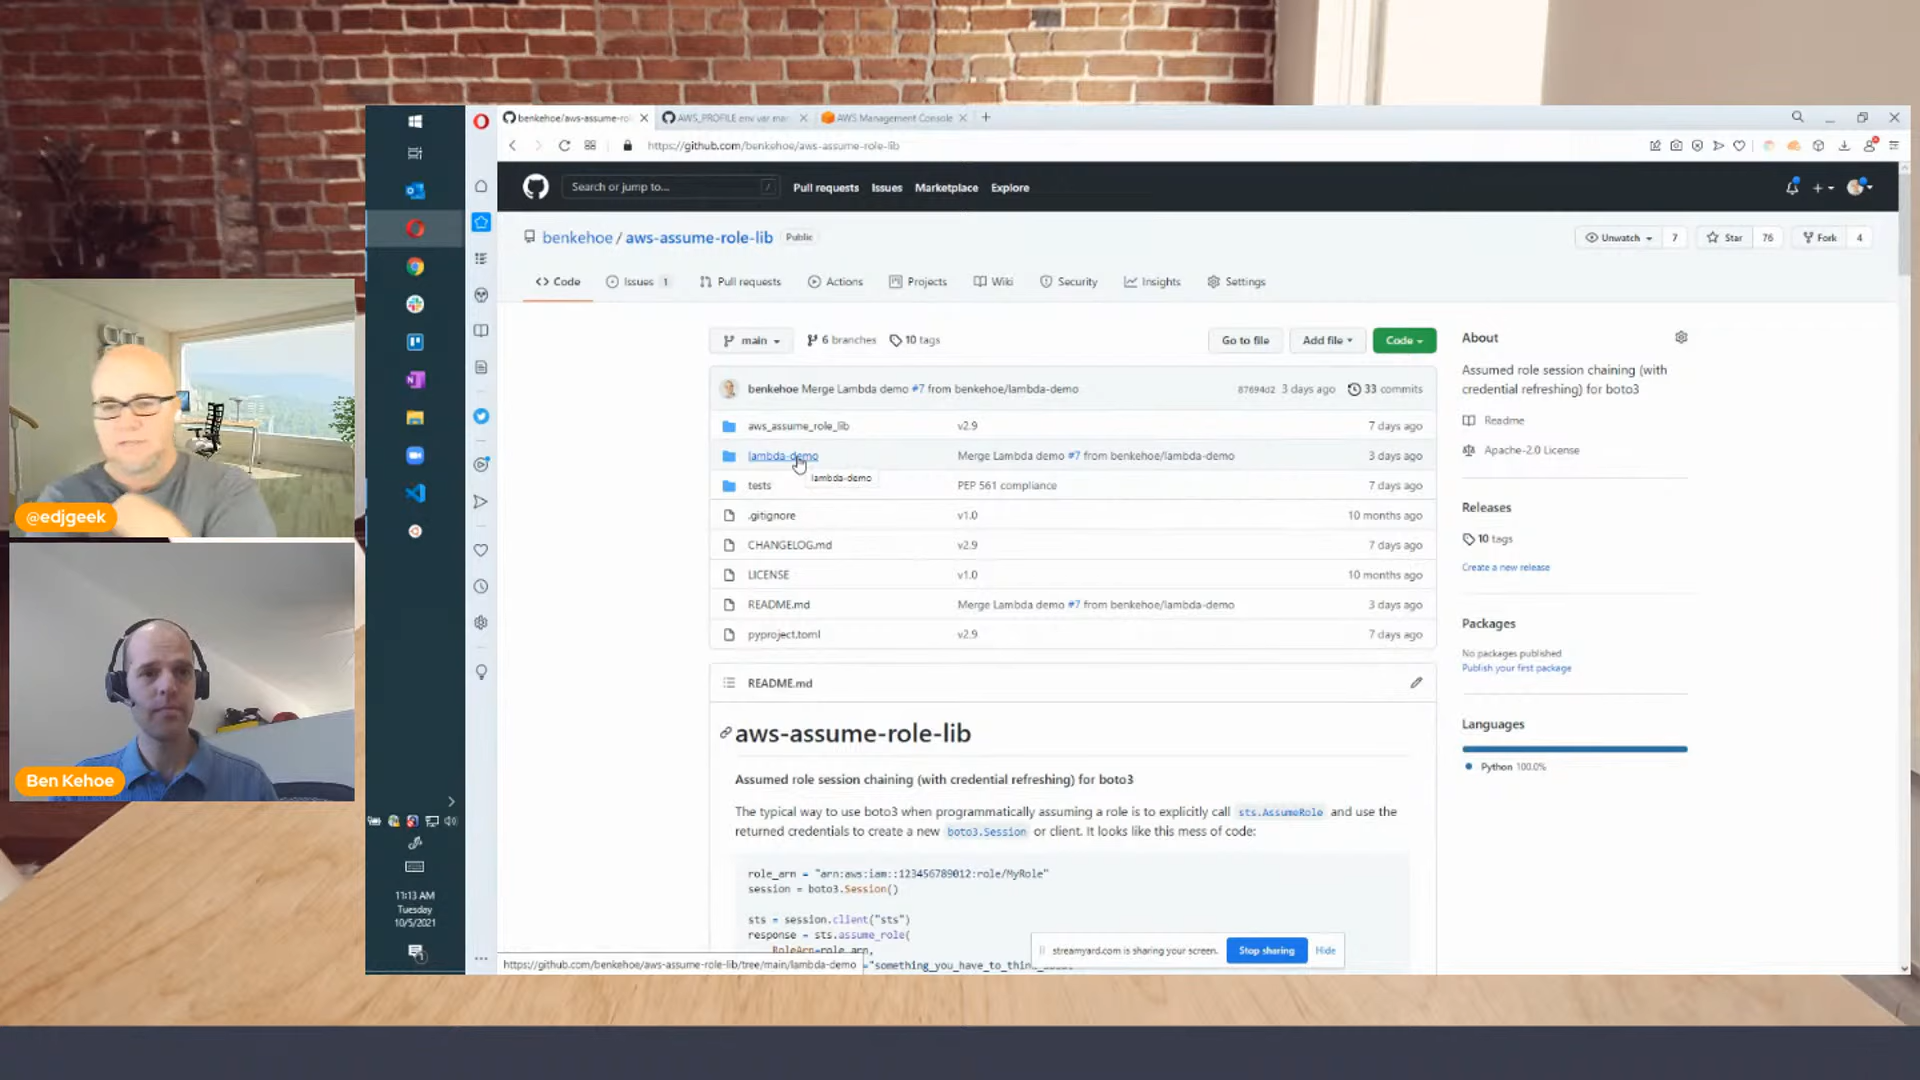 benkehoe/aws-assume-rol
AWS_PROFILE env var mar
AWS Management Console
https://github.com/benkehoe/aws-assume-role-lib
Search or jump to...
/
Pull requests
Issues
Marketplace
Explore
benkehoe / aws-assume-role-lib
Public
Unwatch
7
Star
76
Fork
4
<> Code
Issues 1
Pull requests
Actions
Projects
Wiki
Security
Insights
Settings
main
6 branches
10 tags
Go to file
Add file
Code
About
Assumed role session chaining (with
credential refreshing) for boto3
Readme
Apache-2.0 License
benkehoe Merge Lambda demo #7 from benkehoe/lambda-demo
87694d2 3 days ago
33 commits
aws_assume_role_lib v2.9 7 days ago
lambda-demo Merge Lambda demo #7 from benkehoe/lambda-demo 3 days ago
lambda-demo
tests PEP 561 compliance 7 days ago
.gitignore v1.0 10 months ago
CHANGELOG.md v2.9 7 days ago
LICENSE v1.0 10 months ago
README.md Merge Lambda demo #7 from benkehoe/lambda-demo 3 days ago
pyproject.toml v2.9 7 days ago
Releases
10 tags
Create a new release
Packages
No packages published
Publish your first package
Languages
Python 100.0%
README.md
aws-assume-role-lib
Assumed role session chaining (with credential refreshing) for boto3
The typical way to use boto3 when programmatically assuming a role is to explicitly call sts.AssumeRole and use the
returned credentials to create a new boto3.Session or client. It looks like this mess of code:
role_arn = "arn:aws:iam::123456789012:role/MyRole"
session = boto3.Session()
sts = session.client("sts")
response = sts.assume_role(
RoleArn=role_arn,
="something_you_have_to_think_about"
https://github.com/benkehoe/aws-assume-role-lib/tree/main/lambda-demo
streamyard.com is sharing your screen.
Stop sharing
Hide
@edjgeek
Ben Kehoe
11:13 AM
Tuesday
10/5/2021